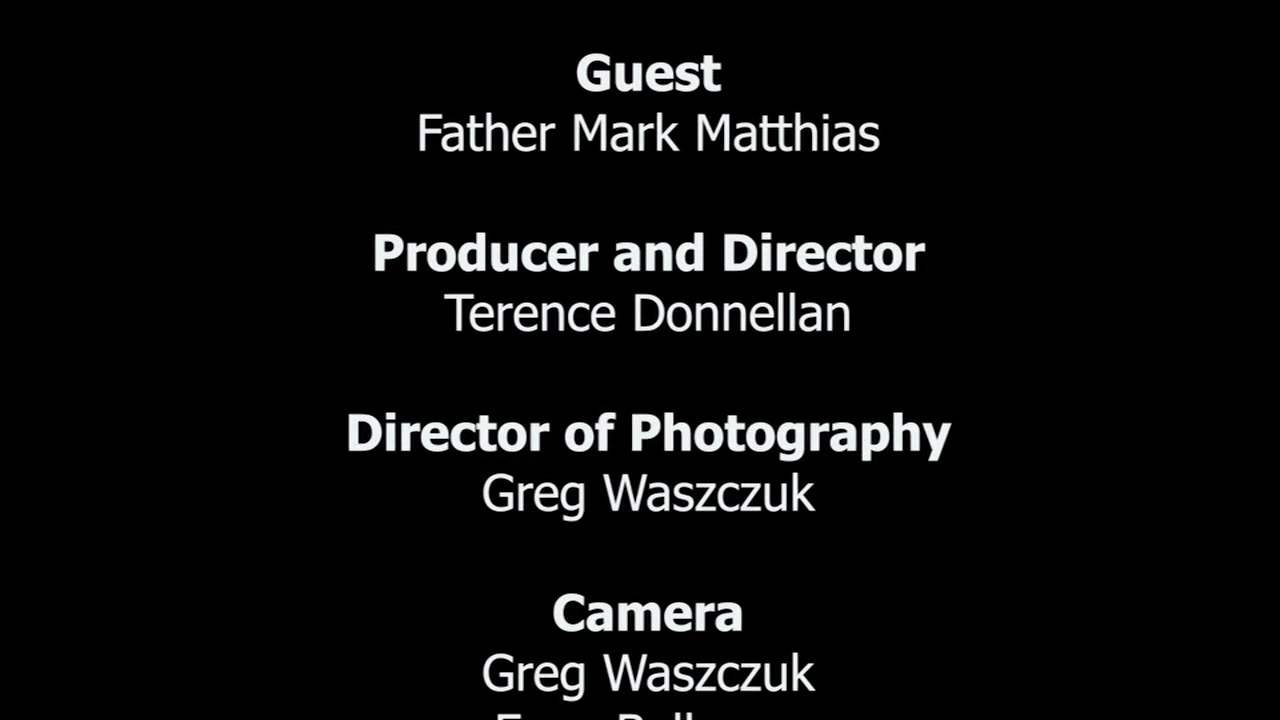 Guest
Father Mark Matthias
Producer and Director
Terence Donnellan
Director of Photography
Greg Waszczuk
Camera
Greg Waszczuk